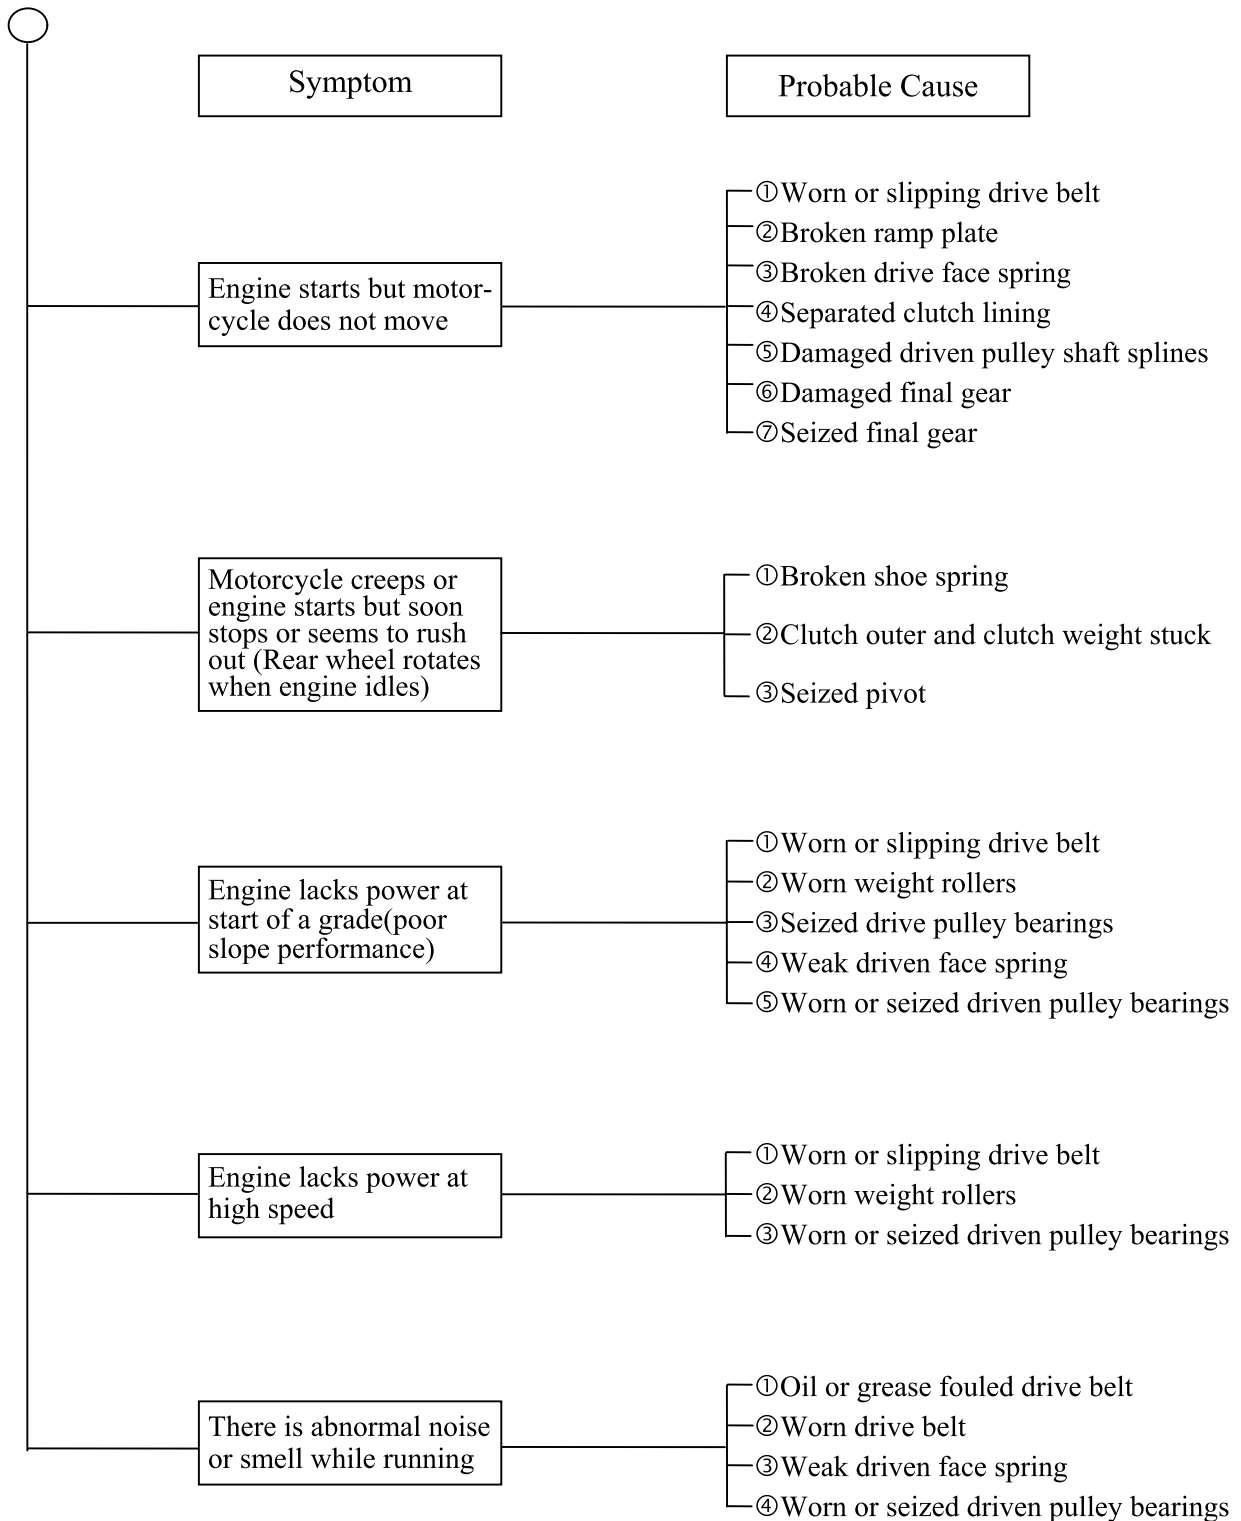 Symptom
Probable Cause
Engine starts but motor-
cycle does not move
①Worn or slipping drive belt
②Broken ramp plate
③Broken drive face spring
④Separated clutch lining
⑤Damaged driven pulley shaft splines
⑥Damaged final gear
⑦Seized final gear
Motorcycle creeps or
engine starts but soon
stops or seems to rush
out (Rear wheel rotates
when engine idles)
①Broken shoe spring
②Clutch outer and clutch weight stuck
③Seized pivot
Engine lacks power at
start of a grade(poor
slope performance)
①Worn or slipping drive belt
②Worn weight rollers
③Seized drive pulley bearings
④Weak driven face spring
⑤Worn or seized driven pulley bearings
Engine lacks power at
high speed
①Worn or slipping drive belt
②Worn weight rollers
③Worn or seized driven pulley bearings
There is abnormal noise
or smell while running
①Oil or grease fouled drive belt
②Worn drive belt
③Weak driven face spring
④Worn or seized driven pulley bearings